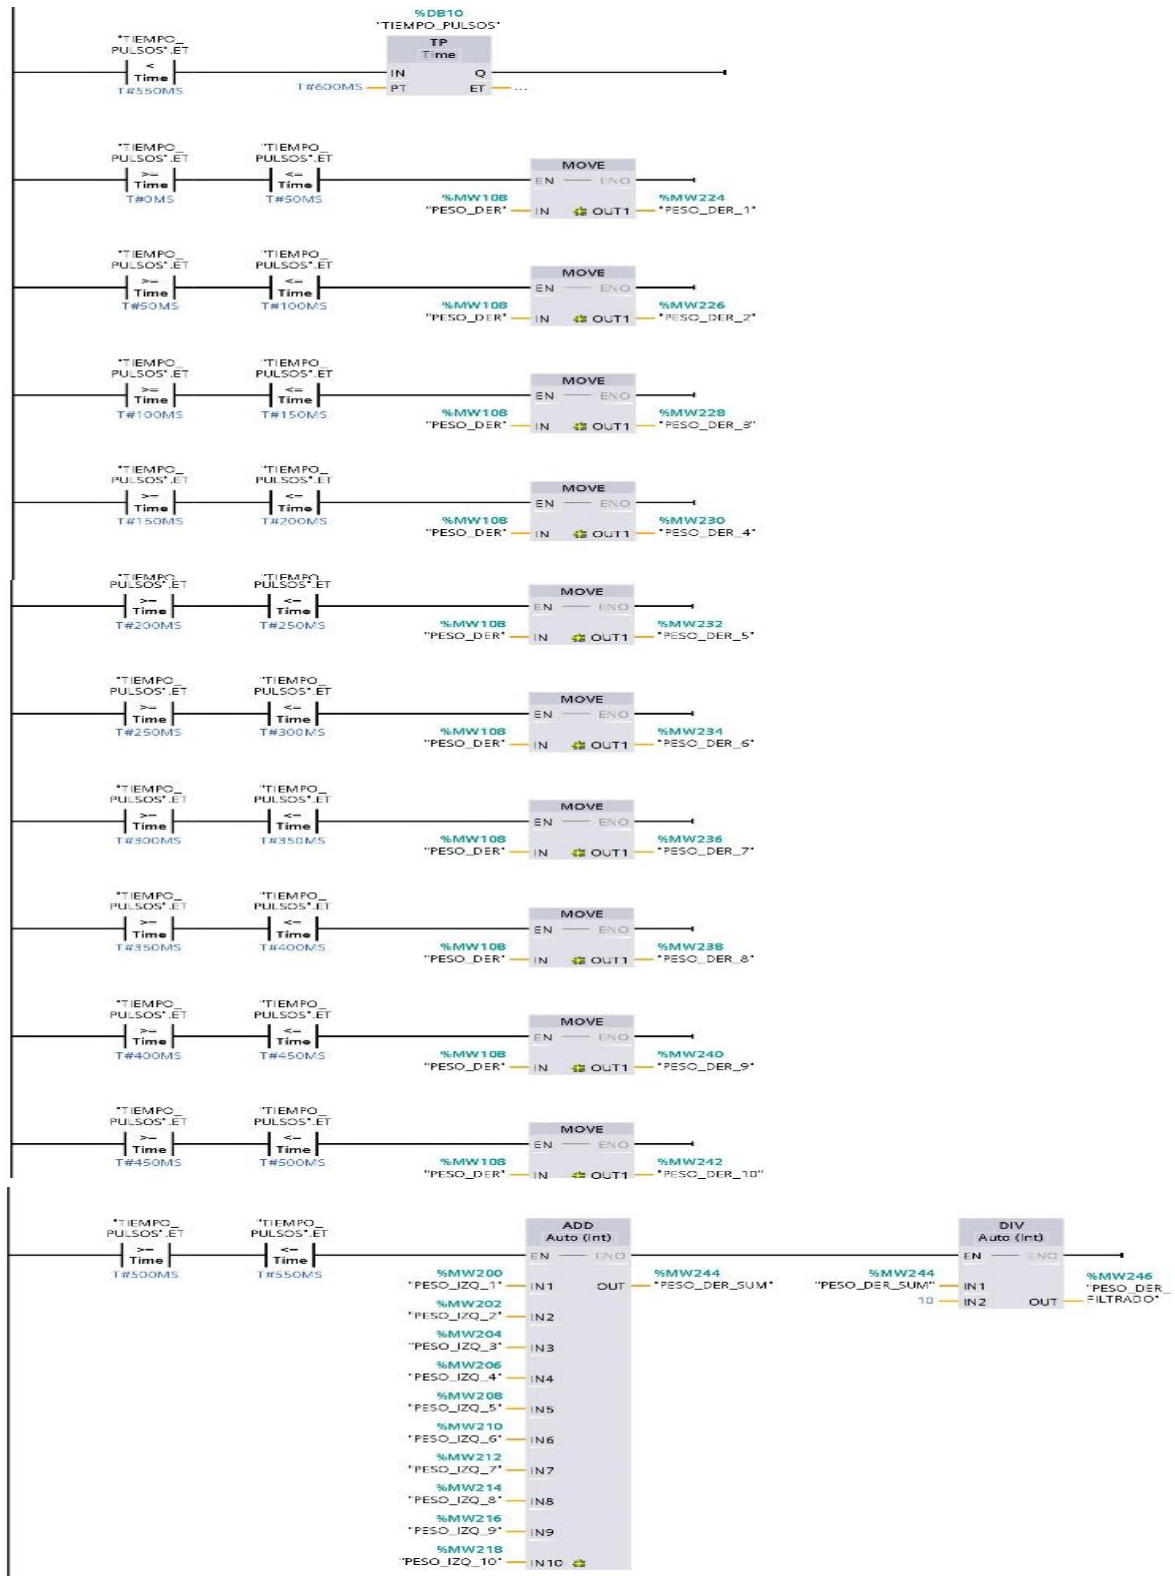 %DB10
"TIEMPO_PULSOS"
"TIEMPO_
PULSOS".ET
TP
Time
<
Time
T#550MS
IN Q
T#600MS PT ET ...
"TIEMPO_ "TIEMPO_
PULSOS".ET PULSOS".ET
MOVE
>= <=
Time Time
EN ENO
T#0MS T#50MS
%MW108 %MW224
"PESO_DER" IN OUT1 "PESO_DER_1"
"TIEMPO_ "TIEMPO_
PULSOS".ET PULSOS".ET
MOVE
>= <=
Time Time
EN ENO
T#50MS T#100MS
%MW108 %MW226
"PESO_DER" IN OUT1 "PESO_DER_2"
"TIEMPO_ "TIEMPO_
PULSOS".ET PULSOS".ET
MOVE
>= <=
Time Time
EN ENO
T#100MS T#150MS
%MW108 %MW228
"PESO_DER" IN OUT1 "PESO_DER_3"
"TIEMPO_ "TIEMPO_
PULSOS".ET PULSOS".ET
MOVE
>= <=
Time Time
EN ENO
T#150MS T#200MS
%MW108 %MW230
"PESO_DER" IN OUT1 "PESO_DER_4"
"TIEMPO_ "TIEMPO_
PULSOS".ET PULSOS".ET
MOVE
>= <=
Time Time
EN ENO
T#200MS T#250MS
%MW108 %MW232
"PESO_DER" IN OUT1 "PESO_DER_5"
"TIEMPO_ "TIEMPO_
PULSOS".ET PULSOS".ET
MOVE
>= <=
Time Time
EN ENO
T#250MS T#300MS
%MW108 %MW234
"PESO_DER" IN OUT1 "PESO_DER_6"
"TIEMPO_ "TIEMPO_
PULSOS".ET PULSOS".ET
MOVE
>= <=
Time Time
EN ENO
T#300MS T#350MS
%MW108 %MW236
"PESO_DER" IN OUT1 "PESO_DER_7"
"TIEMPO_ "TIEMPO_
PULSOS".ET PULSOS".ET
MOVE
>= <=
Time Time
EN ENO
T#350MS T#400MS
%MW108 %MW238
"PESO_DER" IN OUT1 "PESO_DER_8"
"TIEMPO_ "TIEMPO_
PULSOS".ET PULSOS".ET
MOVE
>= <=
Time Time
EN ENO
T#400MS T#450MS
%MW108 %MW240
"PESO_DER" IN OUT1 "PESO_DER_9"
"TIEMPO_ "TIEMPO_
PULSOS".ET PULSOS".ET
MOVE
>= <=
Time Time
EN ENO
T#450MS T#500MS
%MW108 %MW242
"PESO_DER" IN OUT1 "PESO_DER_10"
"TIEMPO_ "TIEMPO_
PULSOS".ET PULSOS".ET
ADD DIV
Auto (Int) Auto (Int)
>= <=
Time Time
EN ENO EN ENO
T#500MS T#550MS
%MW200 %MW244 %MW244 %MW246
"PESO_IZQ_1" IN1 OUT "PESO_DER_SUM" "PESO_DER_SUM" IN1 "PESO_DER_
10 IN2 OUT FILTRADO"
%MW202
"PESO_IZQ_2" IN2
%MW204
"PESO_IZQ_3" IN3
%MW206
"PESO_IZQ_4" IN4
%MW208
"PESO_IZQ_5" IN5
%MW210
"PESO_IZQ_6" IN6
%MW212
"PESO_IZQ_7" IN7
%MW214
"PESO_IZQ_8" IN8
%MW216
"PESO_IZQ_9" IN9
%MW218
"PESO_IZQ_10" IN10